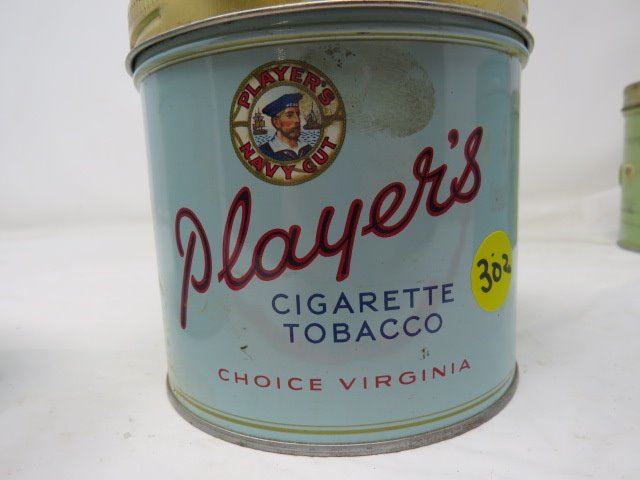 PLAYER'S
NAVY CUT
Player's
CIGARETTE
TOBACCO
CHOICE VIRGINIA
302